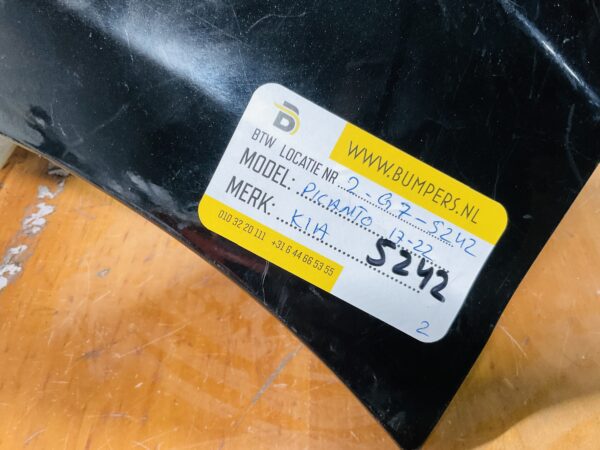 WWW.BUMPERS.NL
BTW LOCATIE NR. 2-G7-5242
MODEL: PICANTO 17-22
MERK: KIA
5242
010 32 20 111 +31 6 44 66 53 55
2